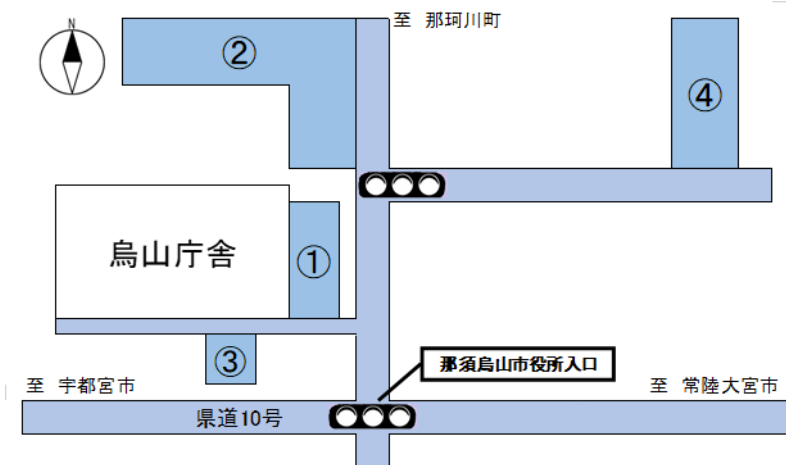 N
至 那珂川町
②
④
烏山庁舎
①
③
那須烏山市役所入口
至 宇都宮市
至 常陸大宮市
県道10号